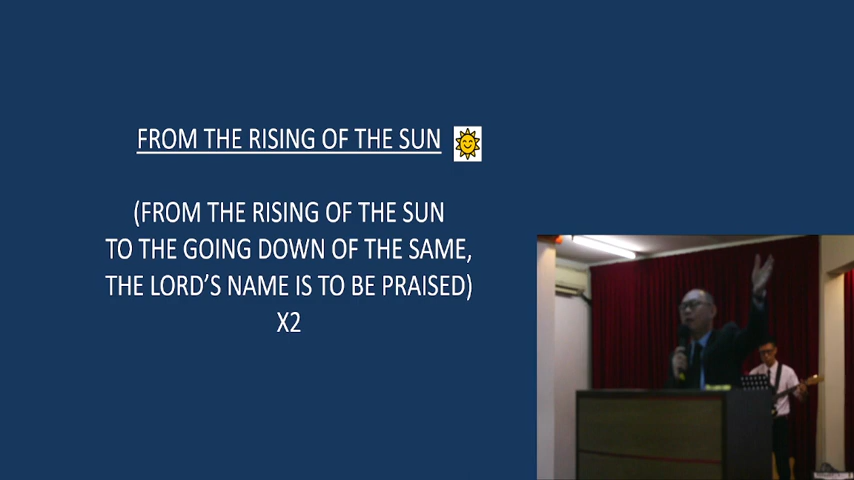 FROM THE RISING OF THE SUN
(FROM THE RISING OF THE SUN
TO THE GOING DOWN OF THE SAME,
THE LORD’S NAME IS TO BE PRAISED)
X2